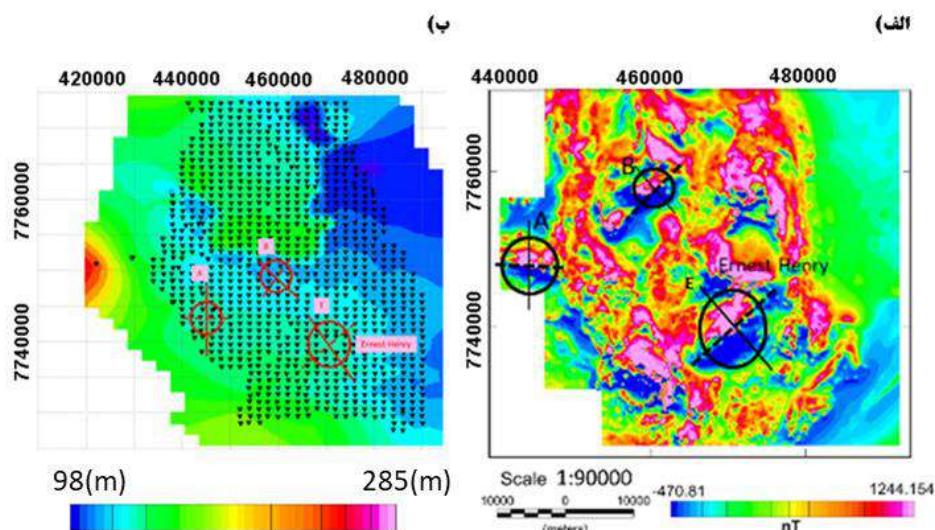 ب)
الف)
420000 440000 460000 480000
440000 460000 480000
7760000
7740000
A
B
E
Ernest Henry
7760000
7740000
B
A
Ernest Henry
E
98(m) 285(m)
Scale 1:90000
10000 0 10000
(meters)
-470.81 1244.154
nT